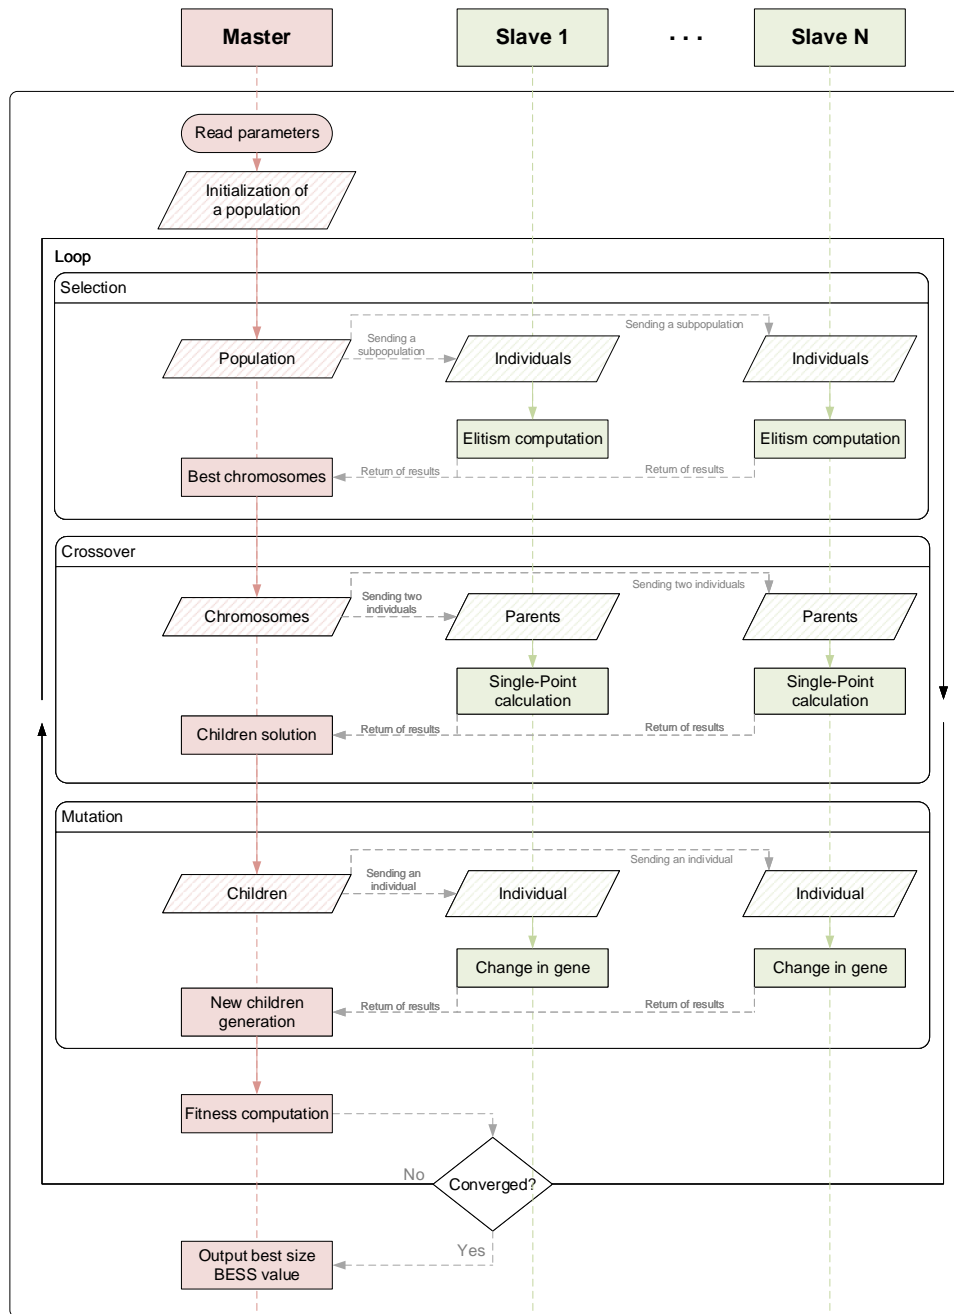 Master
Slave 1
. . .
Slave N
Read parameters
Initialization of
a population
Loop
Selection
Sending a subpopulation
Sending a
subpopulation
Population
Individuals
Individuals
Elitism computation
Elitism computation
Return of results
Return of results
Best chromosomes
Crossover
Sending two individuals
Sending two
individuals
Chromosomes
Parents
Parents
Single-Point
calculation
Single-Point
calculation
Return of results
Return of results
Children solution
Mutation
Sending an individual
Sending an
individual
Children
Individual
Individual
Change in gene
Change in gene
Return of results
Return of results
New children
generation
Fitness computation
No
Converged?
Yes
Output best size
BESS value